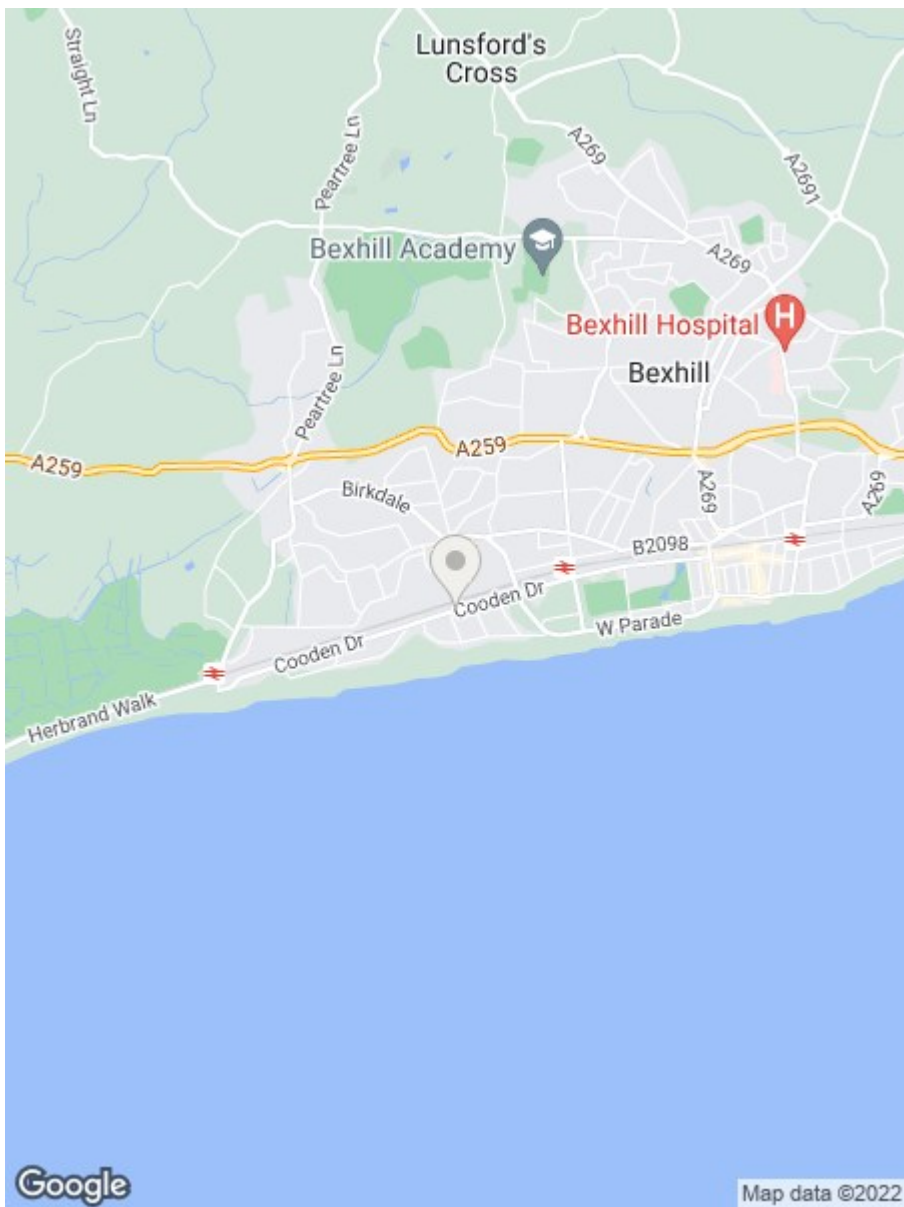 Straight Ln
Lunsford's
Cross
Peartree Ln
A269
A2691
Bexhill Academy
A269
Bexhill Hospital
H
Bexhill
Peartree Ln
A259
A259
Birkdale
A269
A269
B2098
Cooden Dr
W Parade
Cooden Dr
Herbrand Walk
Google
Map data ©2022